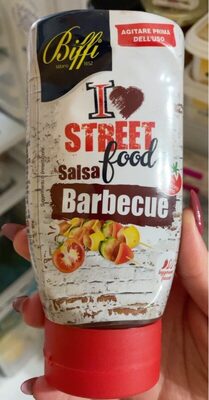 Biffi
AGITARE PRIMA
DELL'USO
I
STREET
food
Salsa
Barbecue